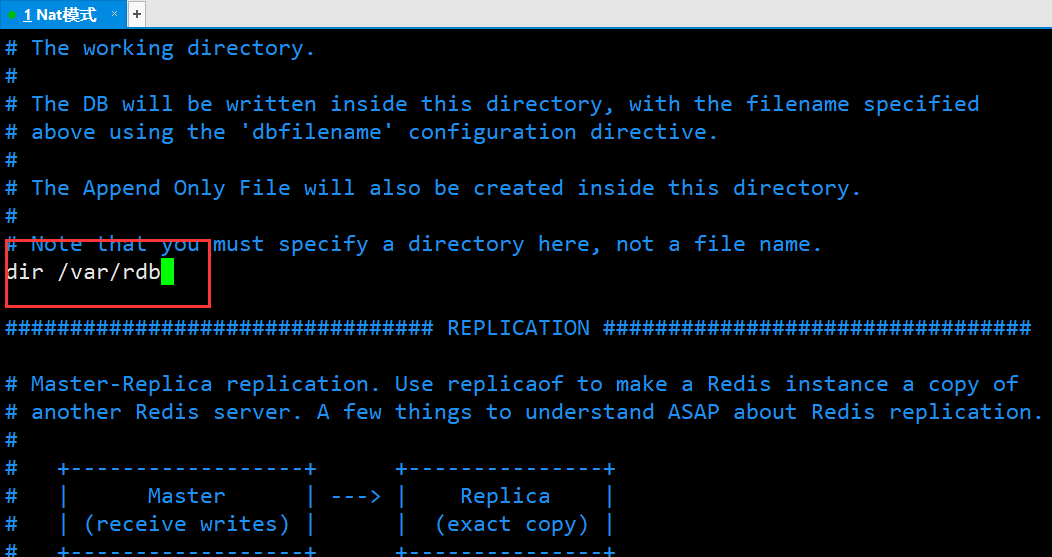 1 Nat模式 × +
# The working directory.
#
# The DB will be written inside this directory, with the filename specified
# above using the 'dbfilename' configuration directive.
#
# The Append Only File will also be created inside this directory.
#
# Note that you must specify a directory here, not a file name.
dir /var/rdb
################################# REPLICATION #################################
# Master-Replica replication. Use replicaof to make a Redis instance a copy of
# another Redis server. A few things to understand ASAP about Redis replication.
#
#   +------------------+      +---------------+
#   |      Master      | ---> |    Replica    |
#   | (receive writes) |      |  (exact copy) |
#   +------------------+      +---------------+